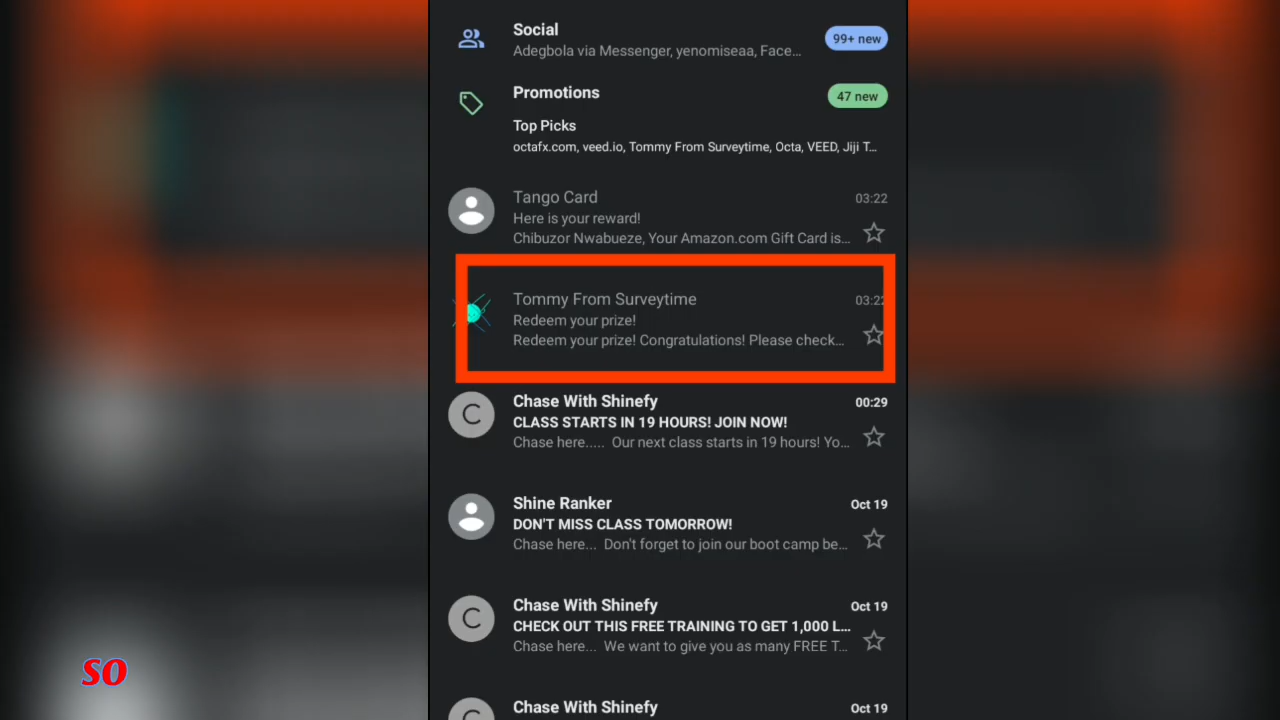 Social
99+ new
Adegbola via Messenger, yenomiseaa, Face...
Promotions
47 new
Top Picks
octafx.com, veed.io, Tommy From Surveytime, Octa, VEED, Jiji T...
Tango Card
03:22
Here is your reward!
Chibuzor Nwabueze, Your Amazon.com Gift Card is...
Tommy From Surveytime
03:22
Redeem your prize!
Redeem your prize! Congratulations! Please check...
C
Chase With Shinefy
00:29
CLASS STARTS IN 19 HOURS! JOIN NOW!
Chase here..... Our next class starts in 19 hours! Yo...
Shine Ranker
Oct 19
DON'T MISS CLASS TOMORROW!
Chase here... Don't forget to join our boot camp be...
C
Chase With Shinefy
Oct 19
CHECK OUT THIS FREE TRAINING TO GET 1,000 L...
Chase here... We want to give you as many FREE T...
SO
C
Chase With Shinefy
Oct 19